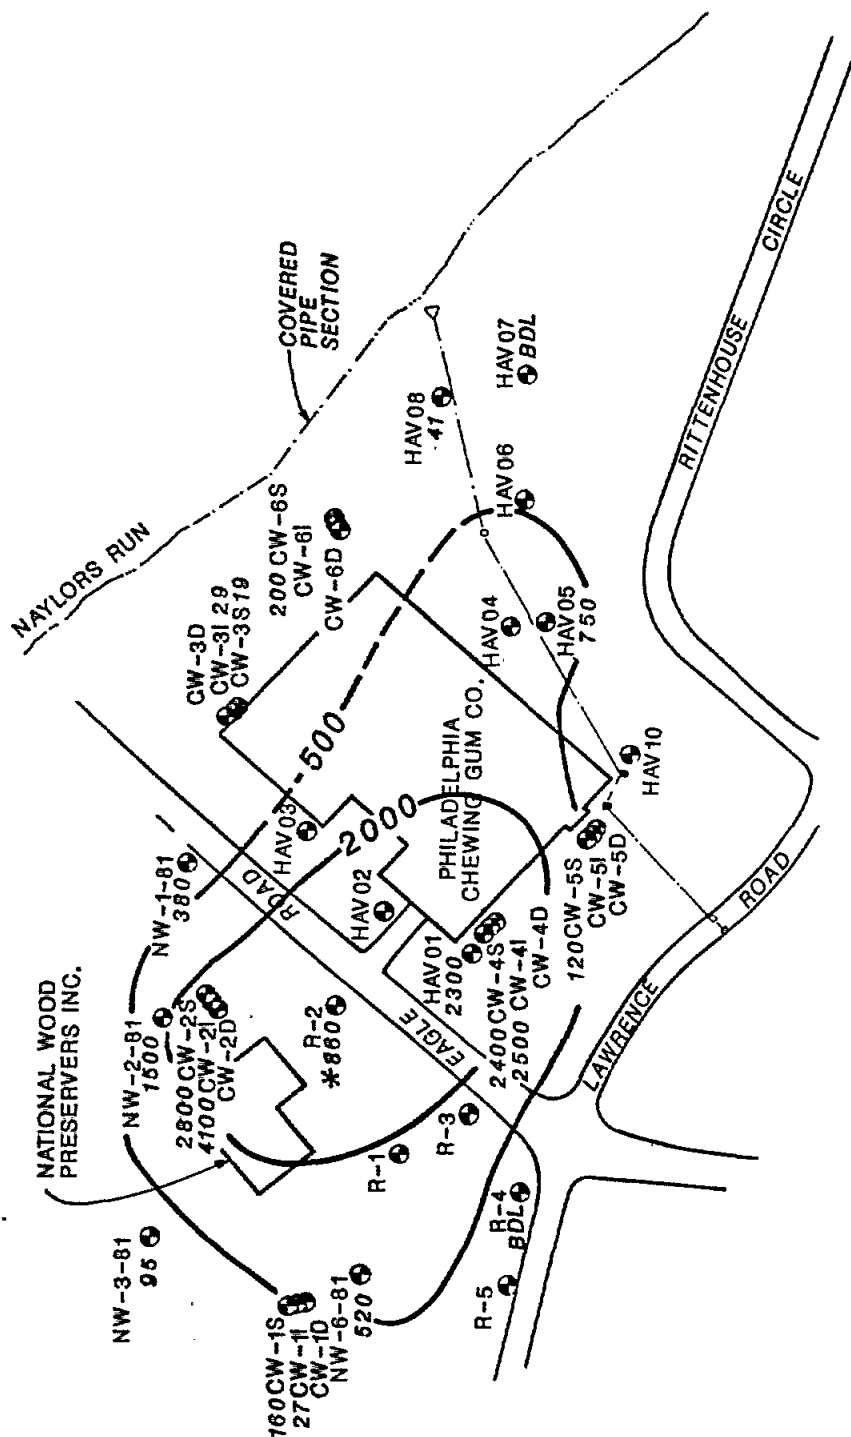 NAYLORS RUN
COVERED
PIPE
SECTION
RITTENHOUSE CIRCLE
HAV07
BDL
HAV08
41
HAV06
200 CW-6S
CW-6I
CW-6D
CW-3D
CW-3I 29
CW-3S 19
HAV04
HAV05
750
500
PHILADELPHIA
CHEWING GUM CO.
HAV10
HAV03
2000
HAV02
NW-1-81
380
EAGLE ROAD
HAV01
2300
2400 CW-4S
2500 CW-4I
CW-4D
120 CW-5S
CW-5I
CW-5D
LAWRENCE ROAD
NATIONAL WOOD
PRESERVERS INC.
NW-2-81
1500
2800 CW-2S
4100 CW-2I
CW-2D
R-2
*860
R-1
R-3
R-4
BDL
R-5
NW-3-81
95
160 CW-1S
27 CW-1I
CW-1D
NW-6-81
520